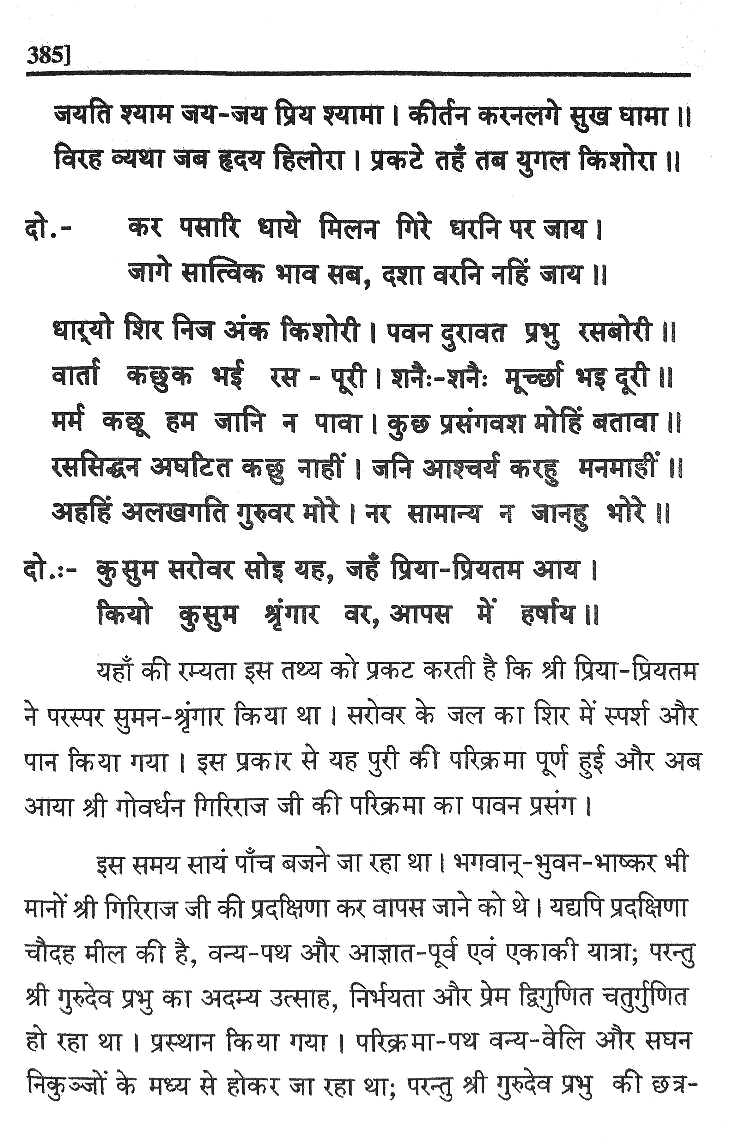 385]
जयति श्याम जय-जय प्रिय श्यामा । कीर्तन करनलगे सुख घामा ॥
विरह व्यथा जब हृदय हिलोरा । प्रकटे तहँ तब युगल किशोरा ॥
दो.- कर पसारि धाये मिलन गिरे धरनि पर जाय ।
जागे सात्विक भाव सब, दशा वरनि नहिं जाय ॥
धार्‌यो शिर निज अंक किशोरी । पवन दुरावत प्रभु रसबोरी ॥
वार्ता कछुक भई रस - पूरी । शनैः-शनैः मूर्च्छा भइ दूरी ॥
मर्म कछू हम जानि न पावा । कुछ प्रसंगवश मोहिं बतावा ॥
रससिद्धन अघटित कछु नाहीं । जनि आश्चर्य करहु मनमाहीं ॥
अहहिं अलखगति गुरुवर मोरे । नर सामान्य न जानहु भोरे ॥
दो.ः- कुसुम सरोवर सोइ यह, जहँ प्रिया-प्रियतम आय ।
कियो कुसुम श्रृंगार वर, आपस में हर्षाय ॥
यहाँ की रम्यता इस तथ्य को प्रकट करती है कि श्री प्रिया-प्रियतम
ने परस्पर सुमन-श्रृंगार किया था । सरोवर के जल का शिर में स्पर्श और
पान किया गया । इस प्रकार से यह पुरी की परिक्रमा पूर्ण हुई और अब
आया श्री गोवर्धन गिरिराज जी की परिक्रमा का पावन प्रसंग ।
इस समय सायं पाँच बजने जा रहा था । भगवान्-भुवन-भाष्कर भी
मानों श्री गिरिराज जी की प्रदक्षिणा कर वापस जाने को थे । यद्यपि प्रदक्षिणा
चौदह मील की है, वन्य-पथ और आज्ञात-पूर्व एवं एकाकी यात्रा; परन्तु
श्री गुरुदेव प्रभु का अदम्य उत्साह, निर्भयता और प्रेम द्विगुणित चतुर्गुणित
हो रहा था । प्रस्थान किया गया । परिक्रमा-पथ वन्य-वेलि और सघन
निकुञ्जों के मध्य से होकर जा रहा था; परन्तु श्री गुरुदेव प्रभु की छत्र-